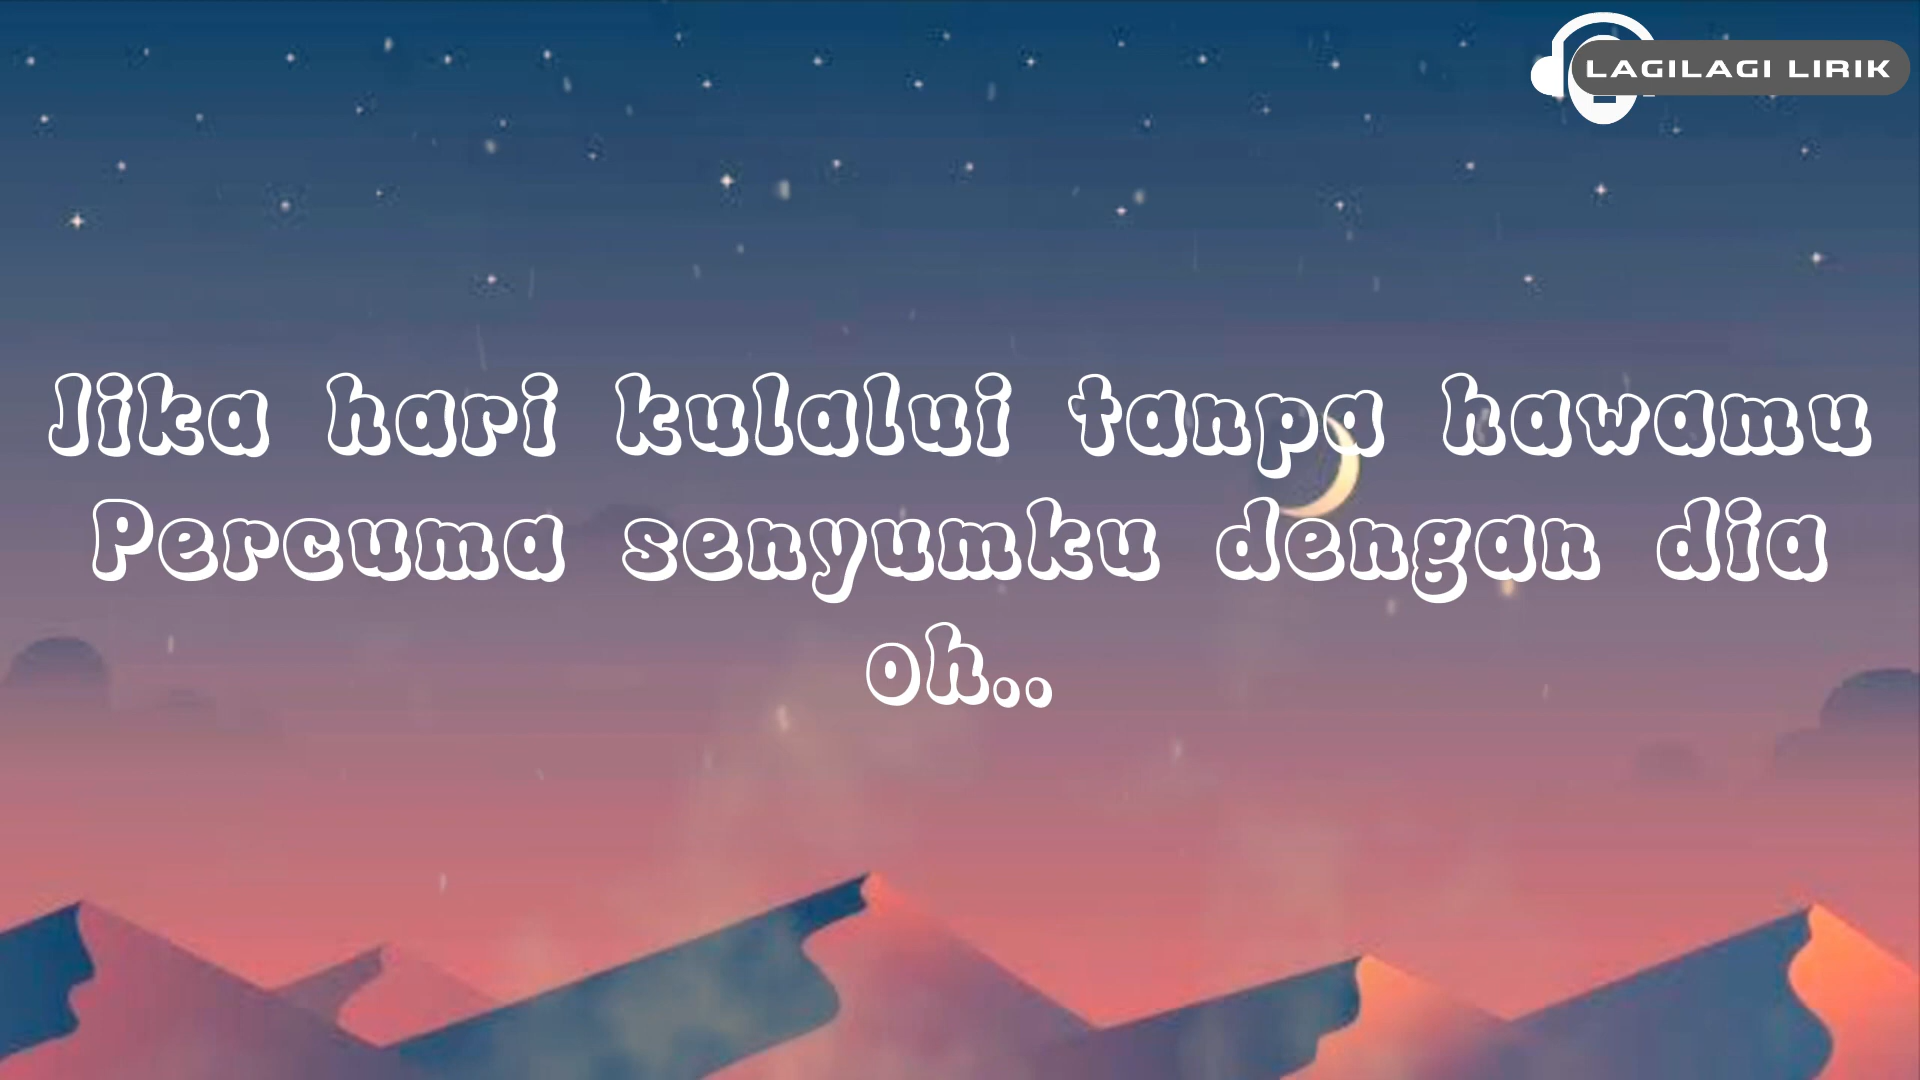 LAGILAGI LIRIK
Jika hari kulalui tanpa hawamu
Percuma senyumku dengan dia
oh..